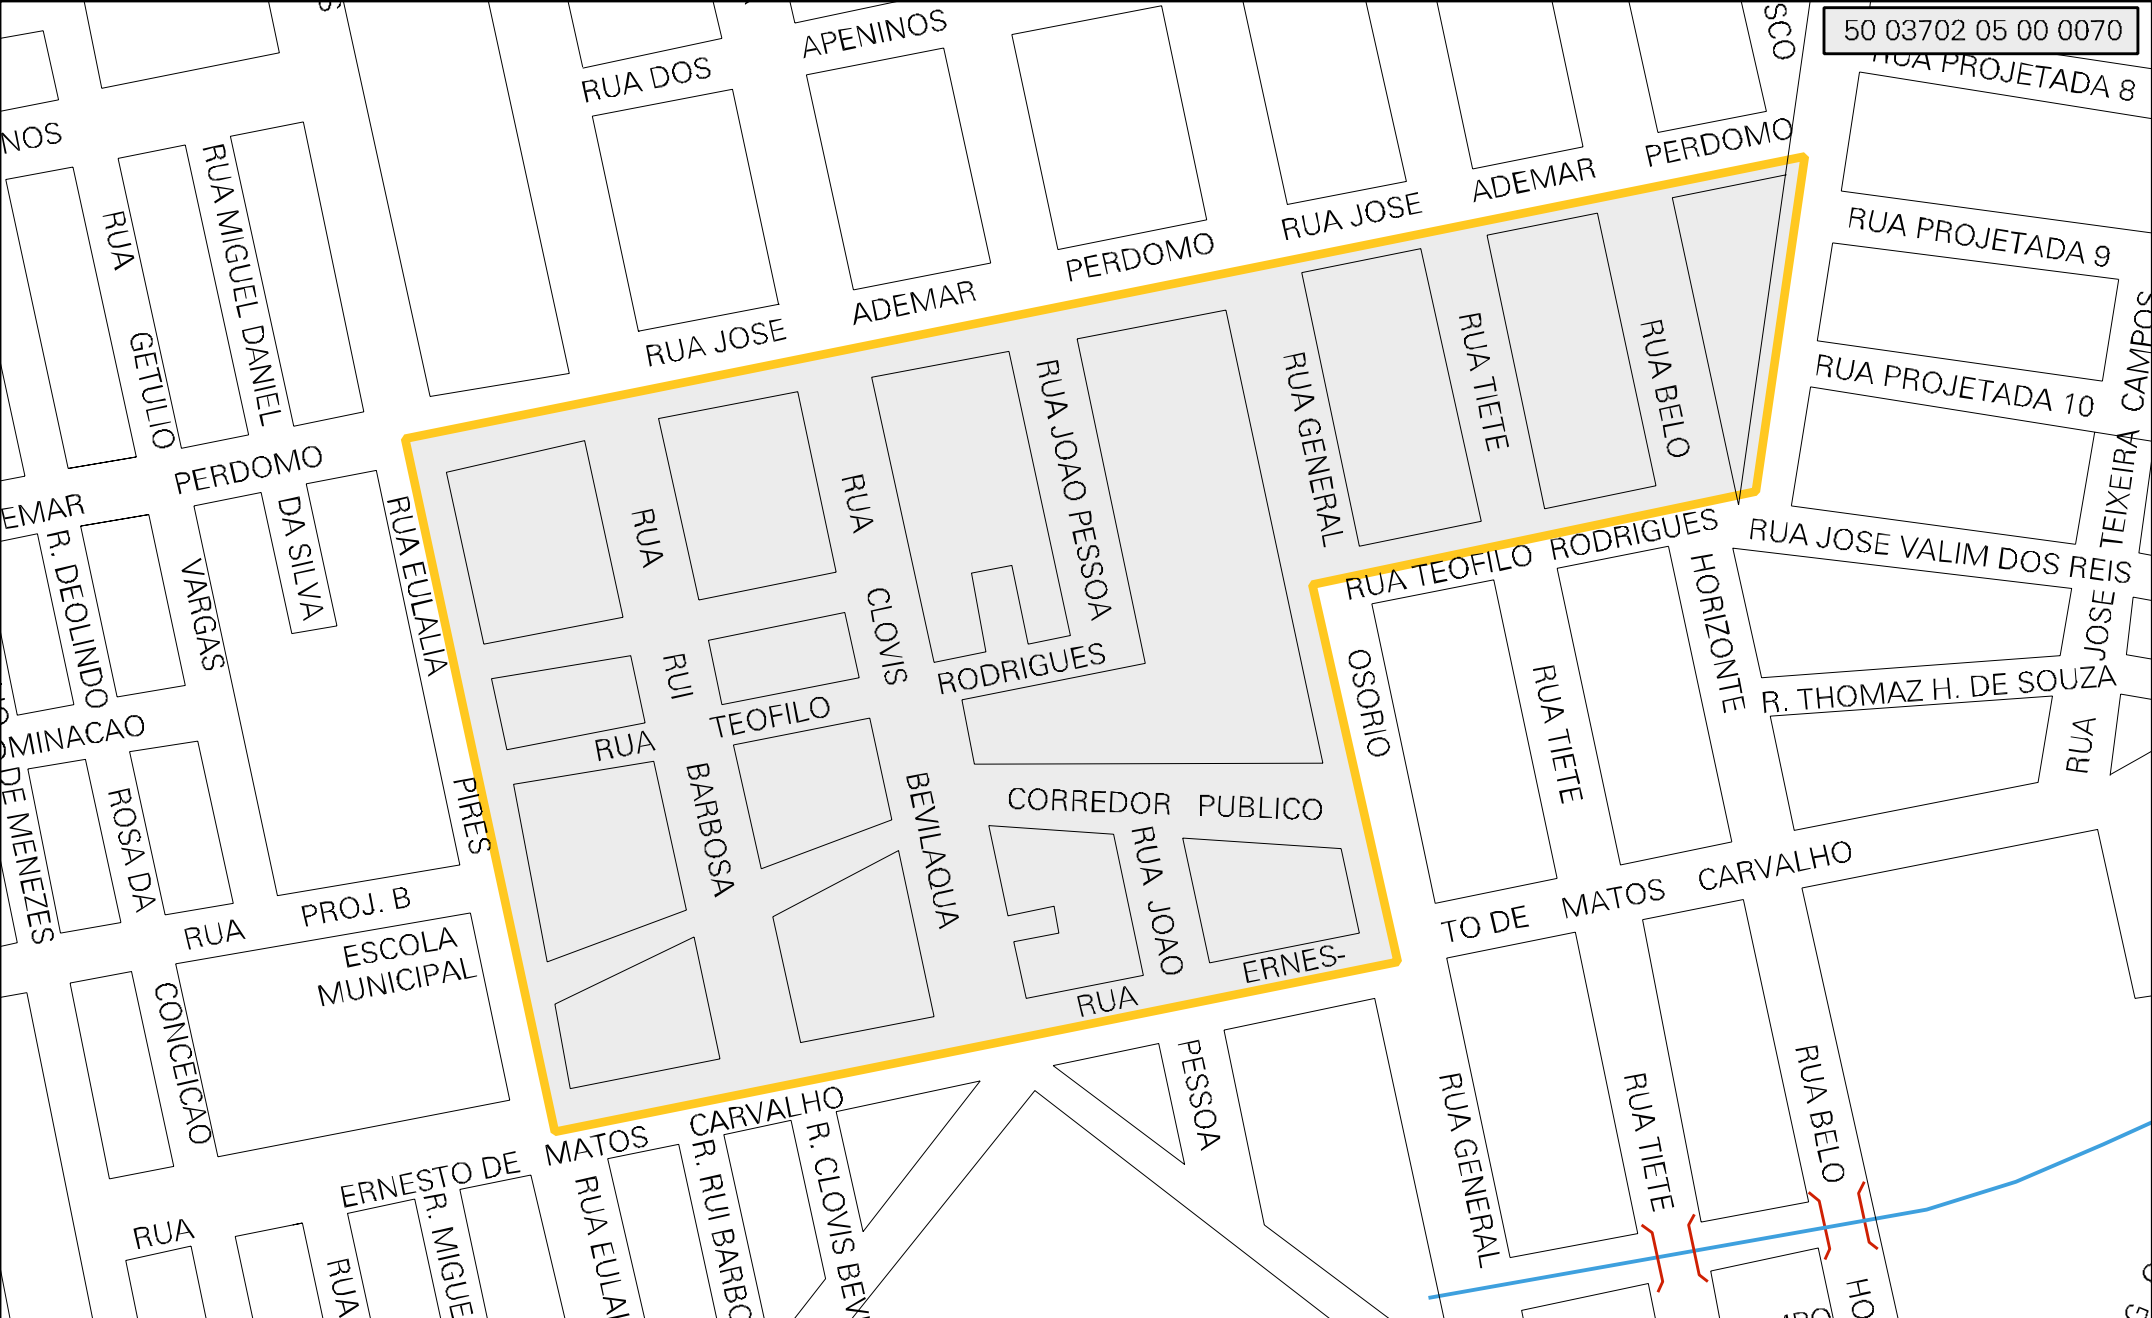 50 03702 05 00 0070
SCO
APENINOS
RUA DOS
RUA PROJETADA 8
NOS
PERDOMO
RUA MIGUEL DANIEL
RUA GETULIO
ADEMAR
RUA JOSE
RUA PROJETADA 9
PERDOMO
ADEMAR
RUA JOSE
RUA PROJETADA 10
RUA JOSE TEIXEIRA CAMPOS
PERDOMO
EMAR
DA SILVA
VARGAS
R. DEOLINDO
RUA EULALIA
PIRES
RUA
RUI
BARBOSA
RUA
CLOVIS
BEVILAQUA
RUA JOAO PESSOA
RUA GENERAL
RUA TIETE
RUA BELO
RUA TEOFILO RODRIGUES
RUA JOSE VALIM DOS REIS
HORIZONTE
OSORIO
RUA TIETE
R. THOMAZ H. DE SOUZA
RODRIGUES
TEOFILO
RUA
OMINACAO
DE MENEZES
ROSA DA
CONCEICAO
RUA
PROJ. B
ESCOLA
MUNICIPAL
CORREDOR PUBLICO
RUA JOAO
PESSOA
RUA
ERNES-
TO DE MATOS CARVALHO
RUA
ERNESTO DE MATOS CARVALHO
RUA
R. MIGUE
RUA EULAI
R. RUI BARBO
R. CLOVIS BEV
RUA GENERAL
RUA TIETE
RUA BELO
HO